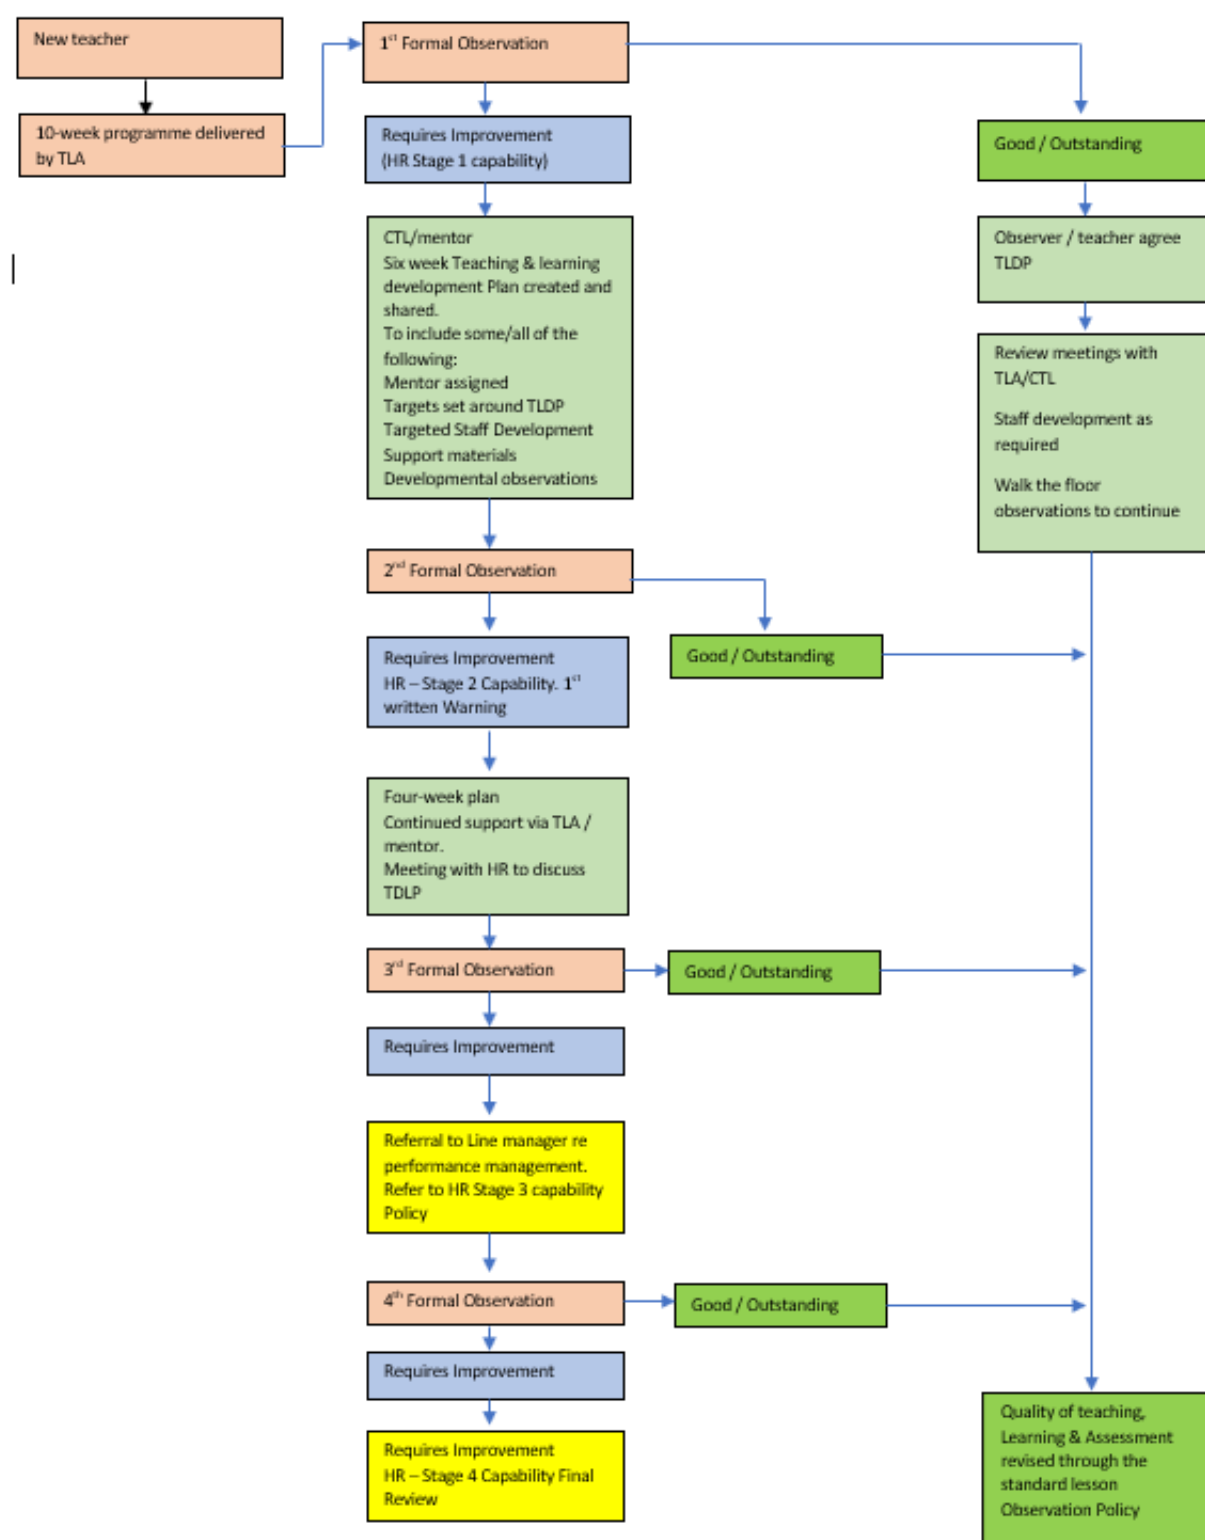 New teacher
10-week programme delivered
by TLA
1st Formal Observation
Requires Improvement
(HR Stage 1 capability)
CTL/mentor
Six week Teaching & learning
development Plan created and
shared.
To include some/all of the
following:
Mentor assigned
Targets set around TLDP
Targeted Staff Development
Support materials
Developmental observations
Good / Outstanding
Observer / teacher agree
TLDP
Review meetings with
TLA/CTL
Staff development as
required
Walk the floor
observations to continue
2nd Formal Observation
Good / Outstanding
Requires Improvement
HR – Stage 2 Capability. 1st
written Warning
Four-week plan
Continued support via TLA /
mentor.
Meeting with HR to discuss
TDLP
3rd Formal Observation
Good / Outstanding
Requires Improvement
Referral to Line manager re
performance management.
Refer to HR Stage 3 capability
Policy
4th Formal Observation
Good / Outstanding
Requires Improvement
Requires Improvement
HR – Stage 4 Capability Final
Review
Quality of teaching,
Learning & Assessment
revised through the
standard lesson
Observation Policy